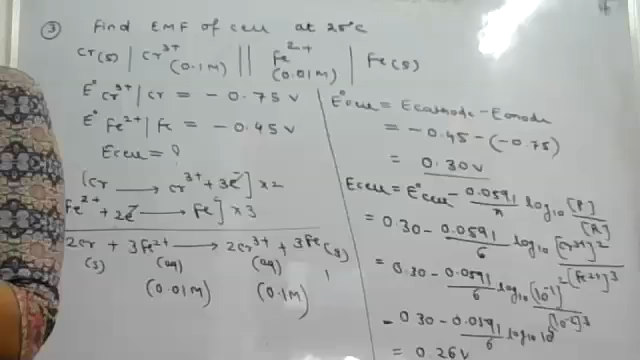 ③ Find EMF of cell at 25°C
Cr(s) | Cr³⁺ (0.1M) || Fe²⁺ (0.01M) | Fe(s)
E° Cr³⁺|Cr = -0.75 V
E° Fe²⁺|Fe = -0.45 V
Ecell = ?
[Cr → Cr³⁺ + 3e⁻] × 2
Fe²⁺ + 2e⁻ → Fe] × 3
2Cr + 3Fe²⁺ → 2Cr³⁺ + 3Fe (s)
(s) (aq) (aq)
(0.01M) (0.1M)
E°cell = Ecathode - Eanode
= -0.45 - (-0.75)
= 0.30V
Ecell = E°cell - 0.0591/n log₁₀ [P]/[R]
= 0.30 - 0.0591/6 log₁₀ [Cr³⁺]²/[Fe²⁺]³
= 0.30 - 0.0591/6 log₁₀ [10⁻¹]²/[10⁻²]³
- 0.30 - 0.0591/6 log₁₀
= 0.26V